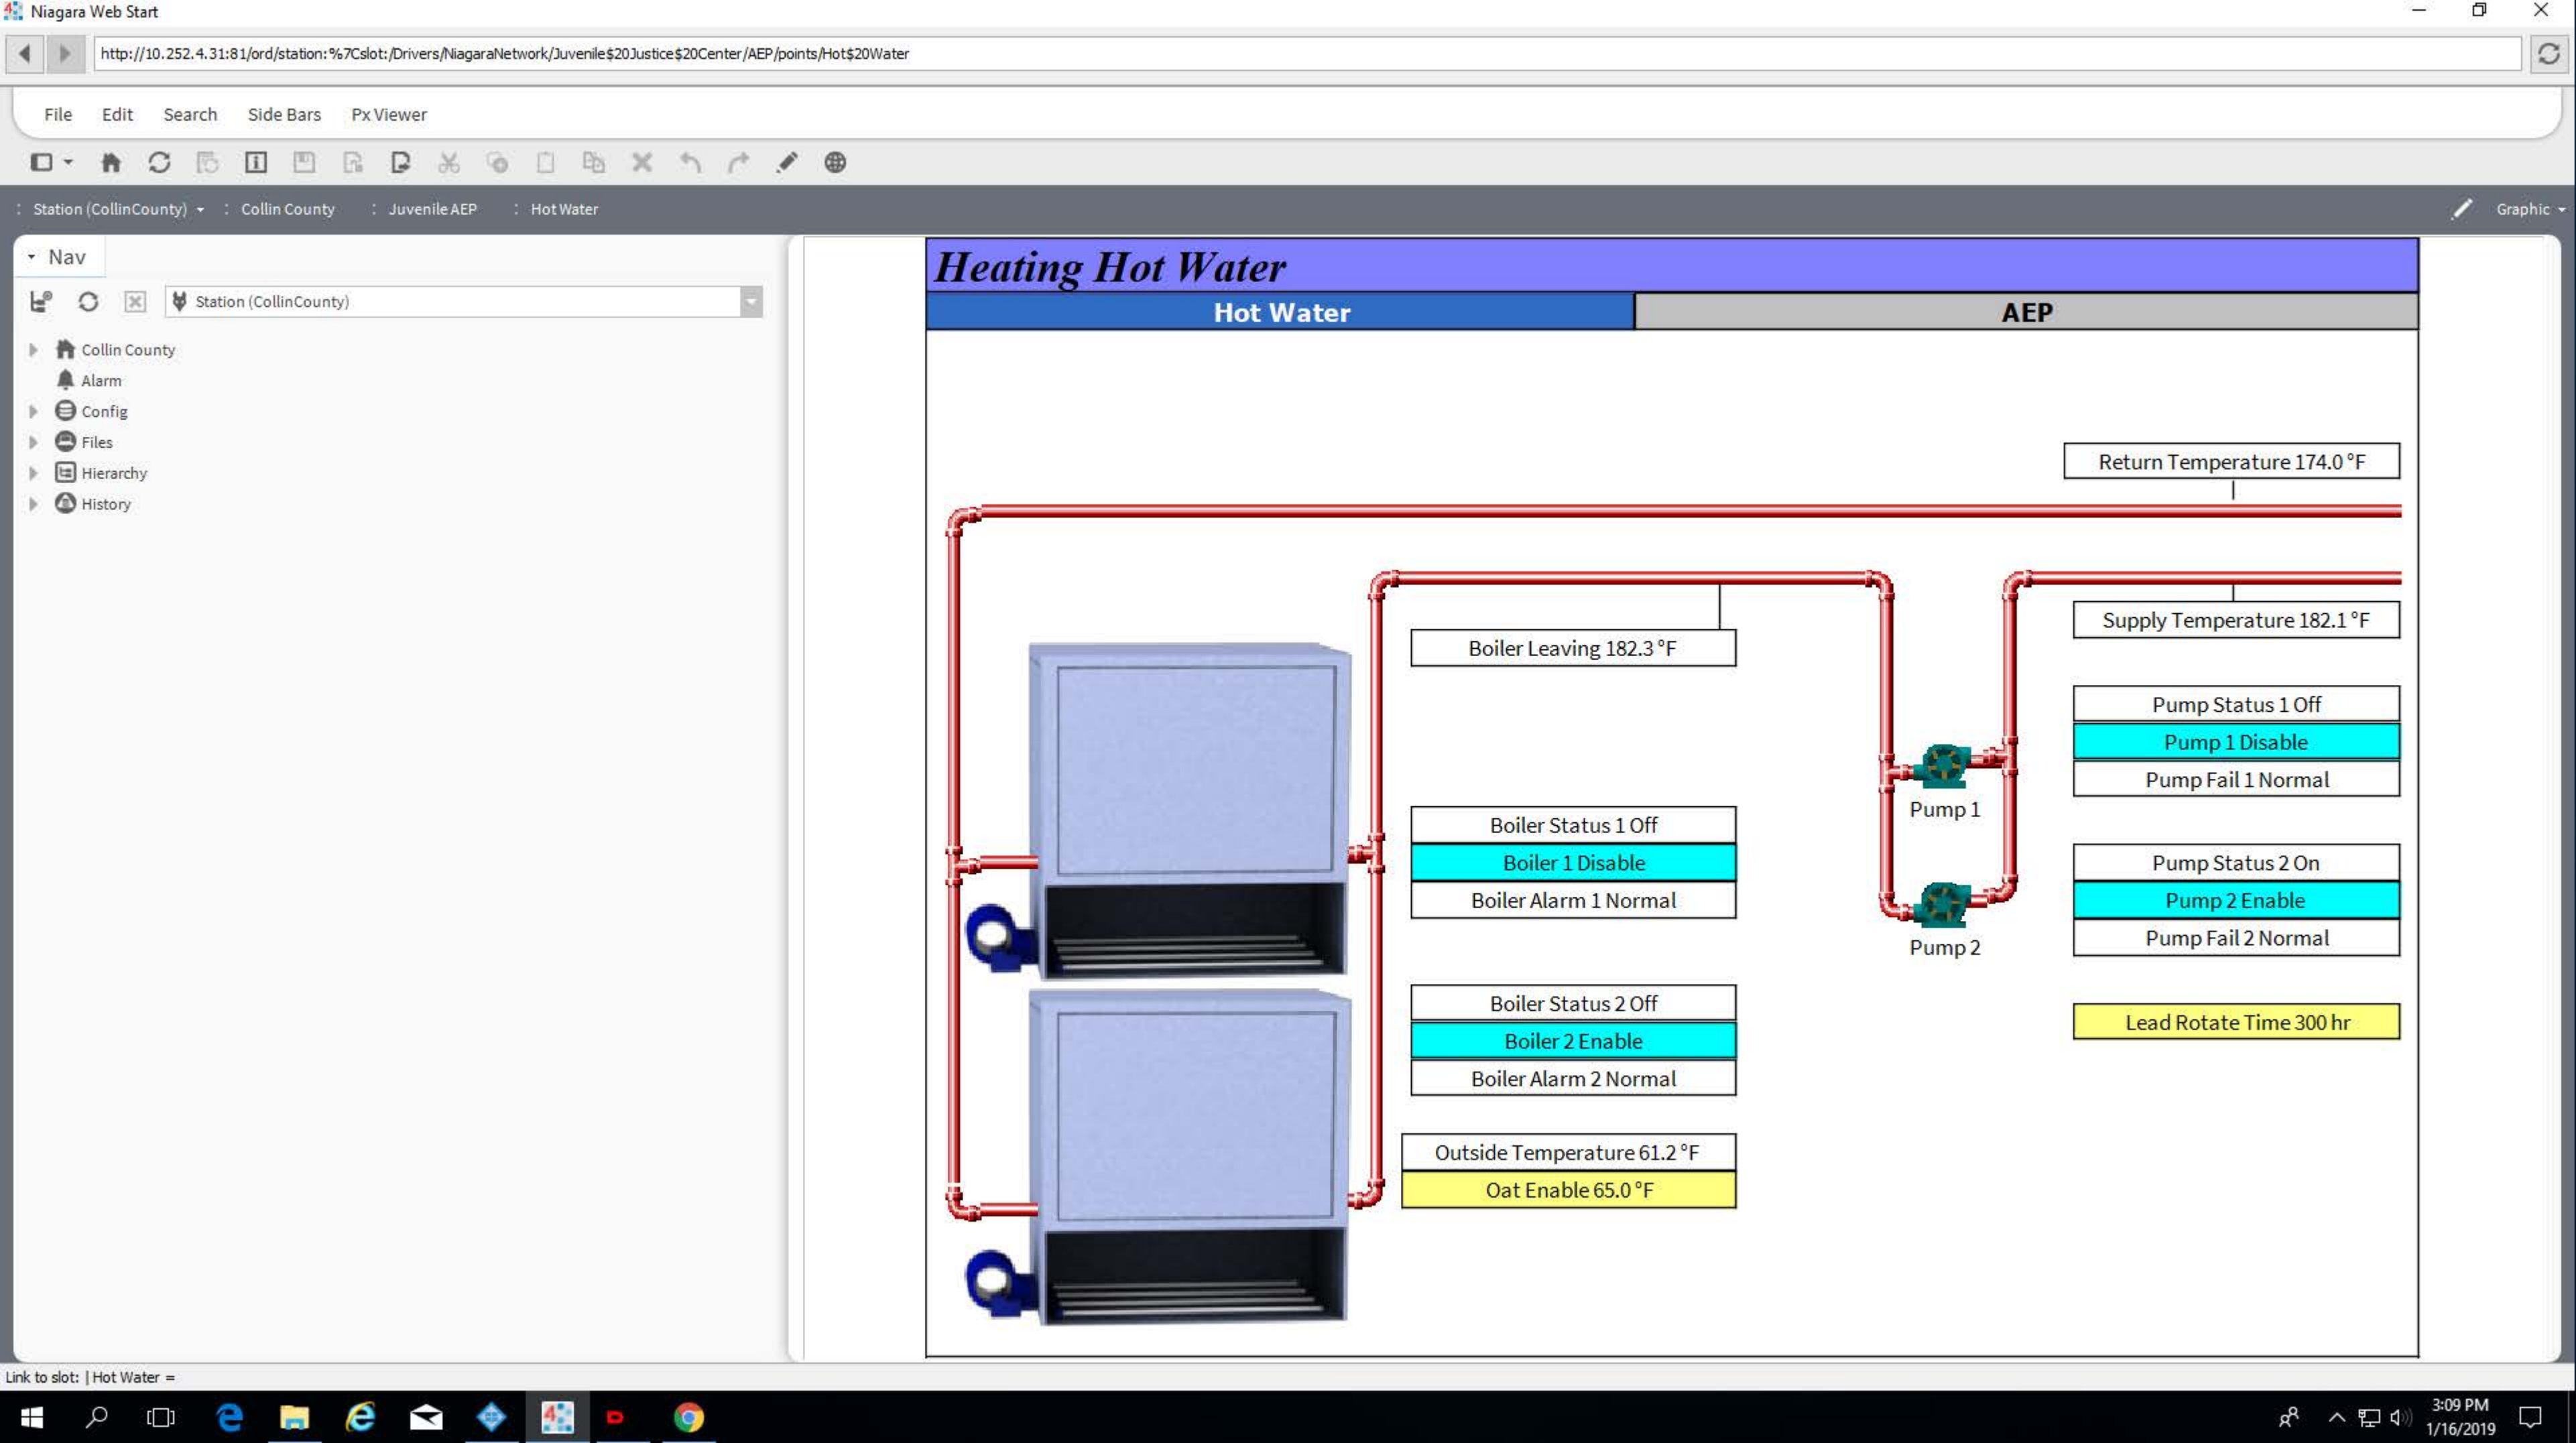 Niagara Web Start
http://10.252.4.31:81/ord/station:%7Cslot:/Drivers/NiagaraNetwork/Juvenile$20Justice$20Center/AEP/points/Hot$20Water
File Edit Search Side Bars Px Viewer
: Station (CollinCounty) : Collin County : Juvenile AEP : Hot Water Graphic
Nav
Station (CollinCounty)
Collin County
Alarm
Config
Files
Hierarchy
History
Heating Hot Water
Hot Water AEP
Return Temperature 174.0 °F
Supply Temperature 182.1 °F
Boiler Leaving 182.3 °F
Pump Status 1 Off
Pump 1 Disable
Pump Fail 1 Normal
Pump 1
Boiler Status 1 Off
Boiler 1 Disable
Boiler Alarm 1 Normal
Pump Status 2 On
Pump 2 Enable
Pump Fail 2 Normal
Pump 2
Boiler Status 2 Off
Boiler 2 Enable
Boiler Alarm 2 Normal
Lead Rotate Time 300 hr
Outside Temperature 61.2 °F
Oat Enable 65.0 °F
Link to slot: | Hot Water =
3:09 PM
1/16/2019